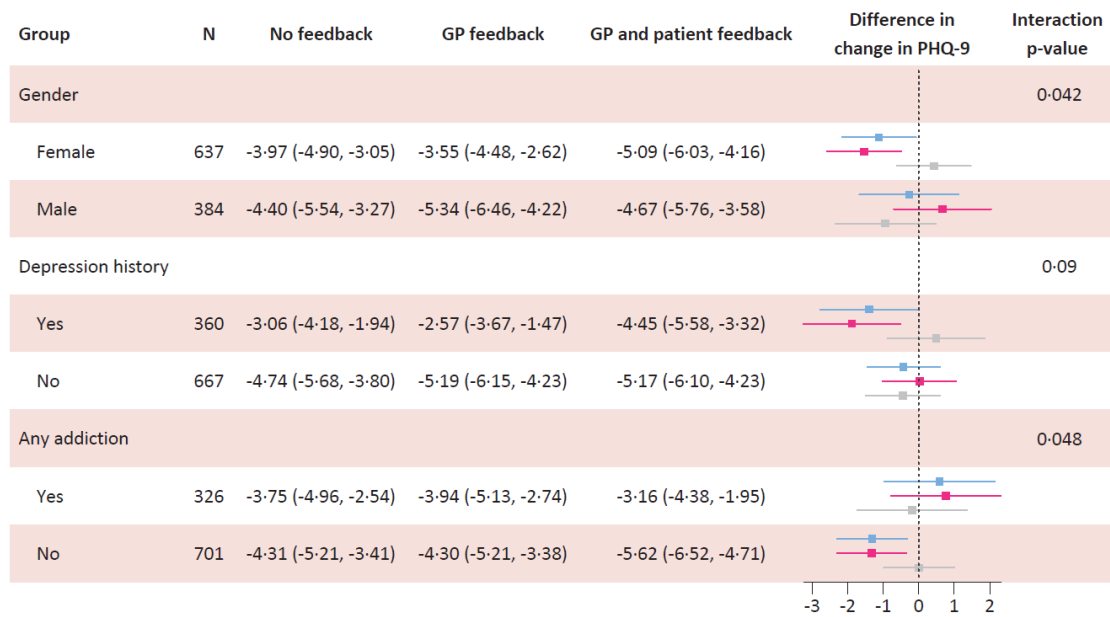 Group N No feedback GP feedback GP and patient feedback Difference in change in PHQ-9 Interaction p-value
Gender 0·042
Female 637 -3·97 (-4·90, -3·05) -3·55 (-4·48, -2·62) -5·09 (-6·03, -4·16)
Male 384 -4·40 (-5·54, -3·27) -5·34 (-6·46, -4·22) -4·67 (-5·76, -3·58)
Depression history 0·09
Yes 360 -3·06 (-4·18, -1·94) -2·57 (-3·67, -1·47) -4·45 (-5·58, -3·32)
No 667 -4·74 (-5·68, -3·80) -5·19 (-6·15, -4·23) -5·17 (-6·10, -4·23)
Any addiction 0·048
Yes 326 -3·75 (-4·96, -2·54) -3·94 (-5·13, -2·74) -3·16 (-4·38, -1·95)
No 701 -4·31 (-5·21, -3·41) -4·30 (-5·21, -3·38) -5·62 (-6·52, -4·71)
-3 -2 -1 0 1 2